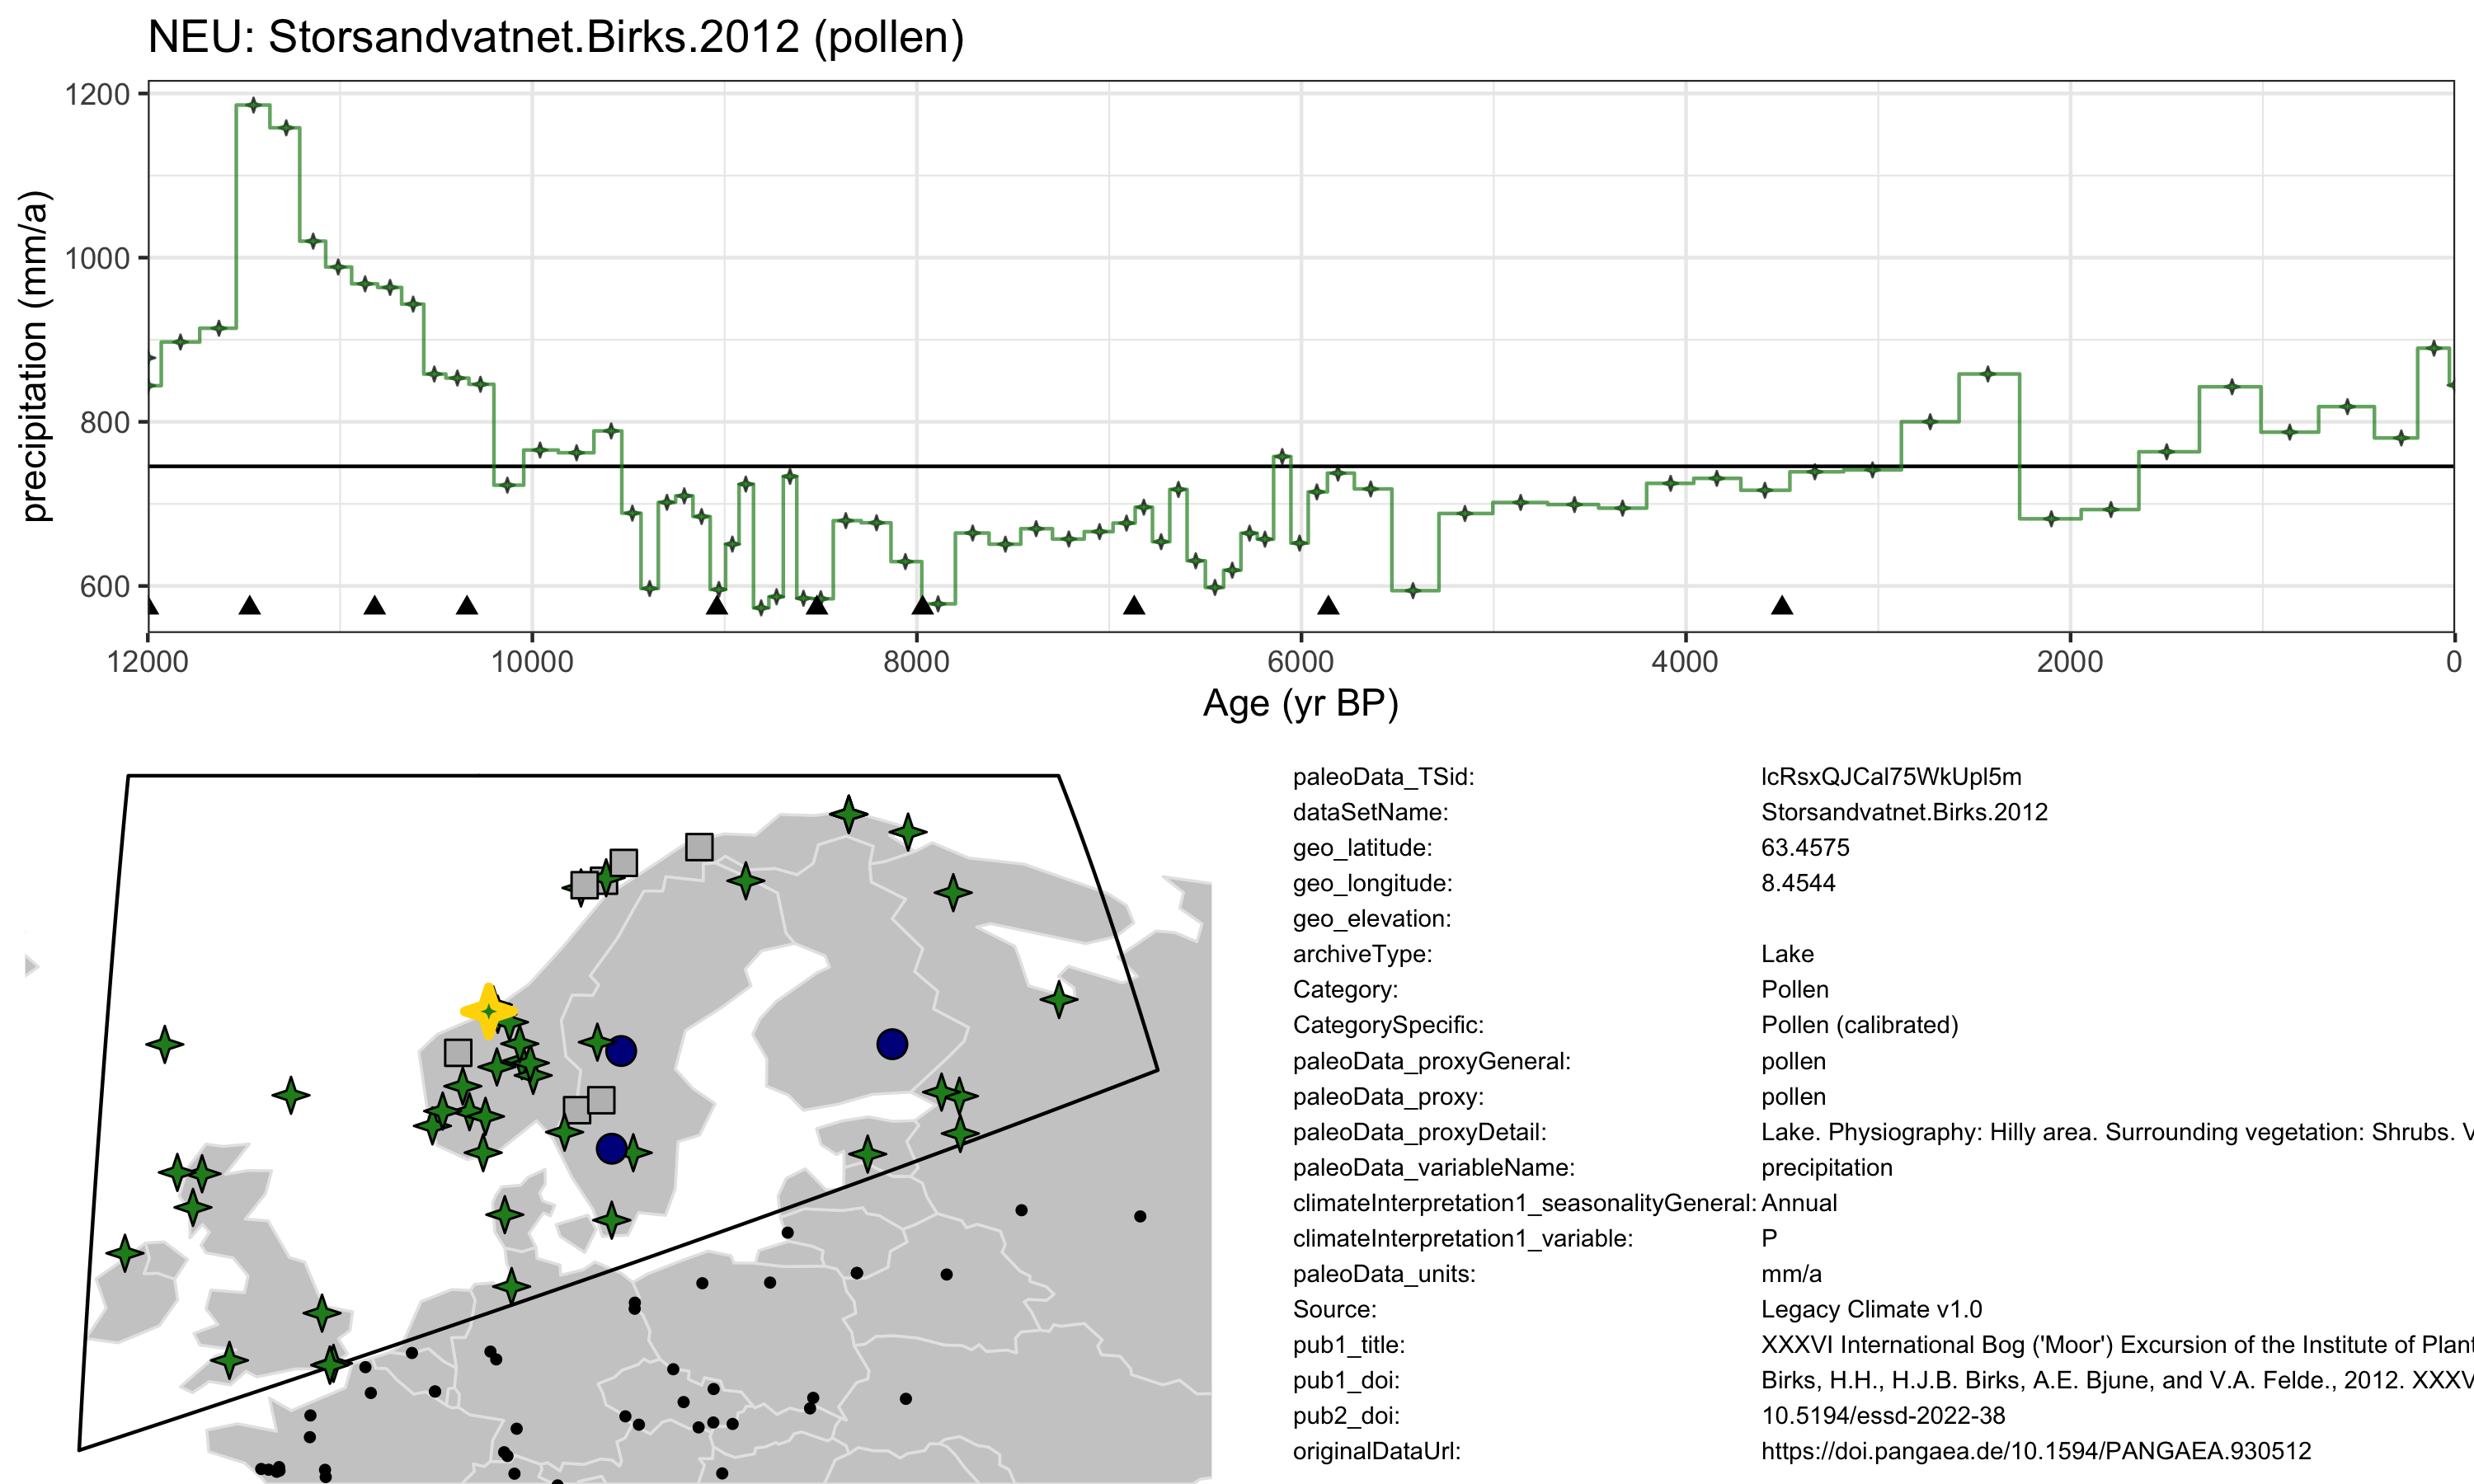 NEU: Storsandvatnet.Birks.2012 (pollen)
precipitation (mm/a)
1200
1000
800
600
12000 10000 8000 6000 4000 2000 0
Age (yr BP)
paleoData_TSid: lcRsxQJCal75WkUpl5m
dataSetName: Storsandvatnet.Birks.2012
geo_latitude: 63.4575
geo_longitude: 8.4544
geo_elevation:
archiveType: Lake
Category: Pollen
CategorySpecific: Pollen (calibrated)
paleoData_proxyGeneral: pollen
paleoData_proxy: pollen
paleoData_proxyDetail: Lake. Physiography: Hilly area. Surrounding vegetation: Shrubs. V
paleoData_variableName: precipitation
climateInterpretation1_seasonalityGeneral: Annual
climateInterpretation1_variable: P
paleoData_units: mm/a
Source: Legacy Climate v1.0
pub1_title: XXXVI International Bog ('Moor') Excursion of the Institute of Plant
pub1_doi: Birks, H.H., H.J.B. Birks, A.E. Bjune, and V.A. Felde., 2012. XXXV
pub2_doi: 10.5194/essd-2022-38
originalDataUrl: https://doi.pangaea.de/10.1594/PANGAEA.930512